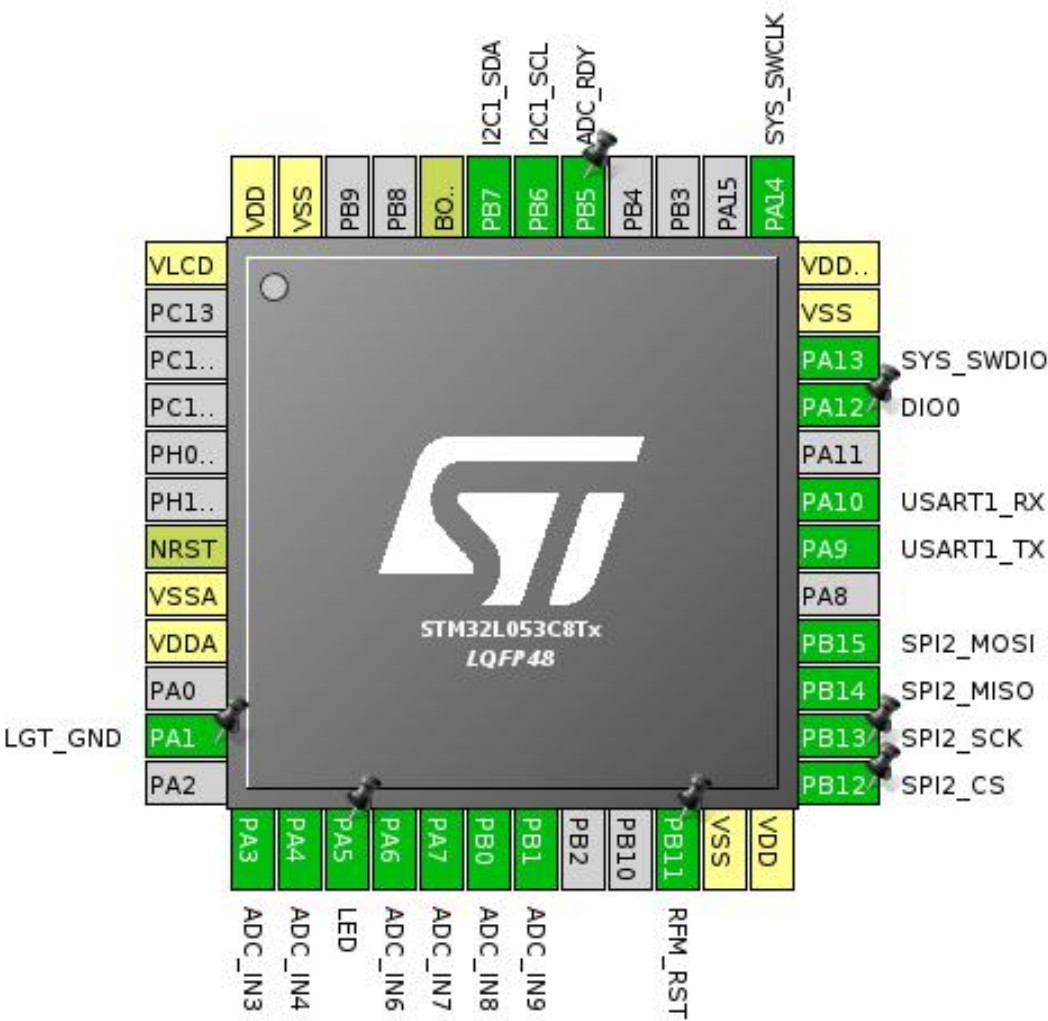 I2C1_SDA
I2C1_SCL
ADC_RDY
SYS_SWCLK
VDD
VSS
PB9
PB8
BO..
PB7
PB6
PB5
PB4
PB3
PA15
PA14
VLCD
PC13
PC1..
PC1..
PH0..
PH1..
NRST
VSSA
VDDA
PA0
LGT_GND PA1
PA2
VDD..
VSS
PA13 SYS_SWDIO
PA12 DIO0
PA11
PA10 USART1_RX
PA9 USART1_TX
PA8
PB15 SPI2_MOSI
PB14 SPI2_MISO
PB13 SPI2_SCK
PB12 SPI2_CS
ST
STM32L053C8Tx
LQFP48
PA3
PA4
PA5
PA6
PA7
PB0
PB1
PB2
PB10
PB11
VSS
VDD
ADC_IN3
ADC_IN4
LED
ADC_IN6
ADC_IN7
ADC_IN8
ADC_IN9
RFM_RST